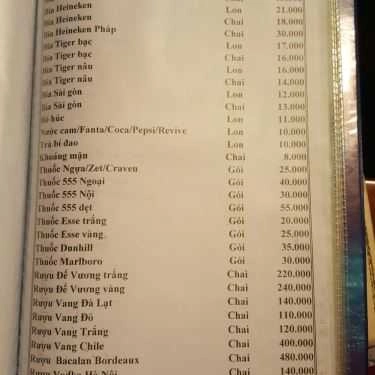 Bia Heineken Lon 21.000
Bia Heineken Chai 18.000
Bia Heineken Pháp Chai 30.000
Bia Tiger bạc Lon 17.000
Bia Tiger bạc Chai 16.000
Bia Tiger nâu Lon 16.000
Bia Tiger nâu Chai 14.000
Bia Sài gòn Lon 12.000
Bia Sài gòn Chai 13.000
Bò húc Lon 11.000
Nước cam/Fanta/Coca/Pepsi/Revive Lon 10.000
Trà bí đao Lon 10.000
Khoáng mặn Chai 8.000
Thuốc Ngựa/Zet/Craven Gói 25.000
Thuốc 555 Ngoại Gói 40.000
Thuốc 555 Nội Gói 30.000
Thuốc 555 dẹt Gói 55.000
Thuốc Esse trắng Gói 20.000
Thuốc Esse vàng. Gói 25.000
Thuốc Dunhill Gói 35.000
Thuốc Marlboro Gói 30.000
Rượu Đế Vương trắng Chai 220.000
Rượu Đế Vương vàng Chai 240.000
Rượu Vang Đà Lạt Chai 140.000
Rượu Vang Đỏ Chai 110.000
Rượu Vang Trắng Chai 120.000
Rượu Vang Chile Chai 400.000
Rượu Bacalan Bordeaux Chai 480.000
Rượu Vodka Hà Nội Chai 140.000